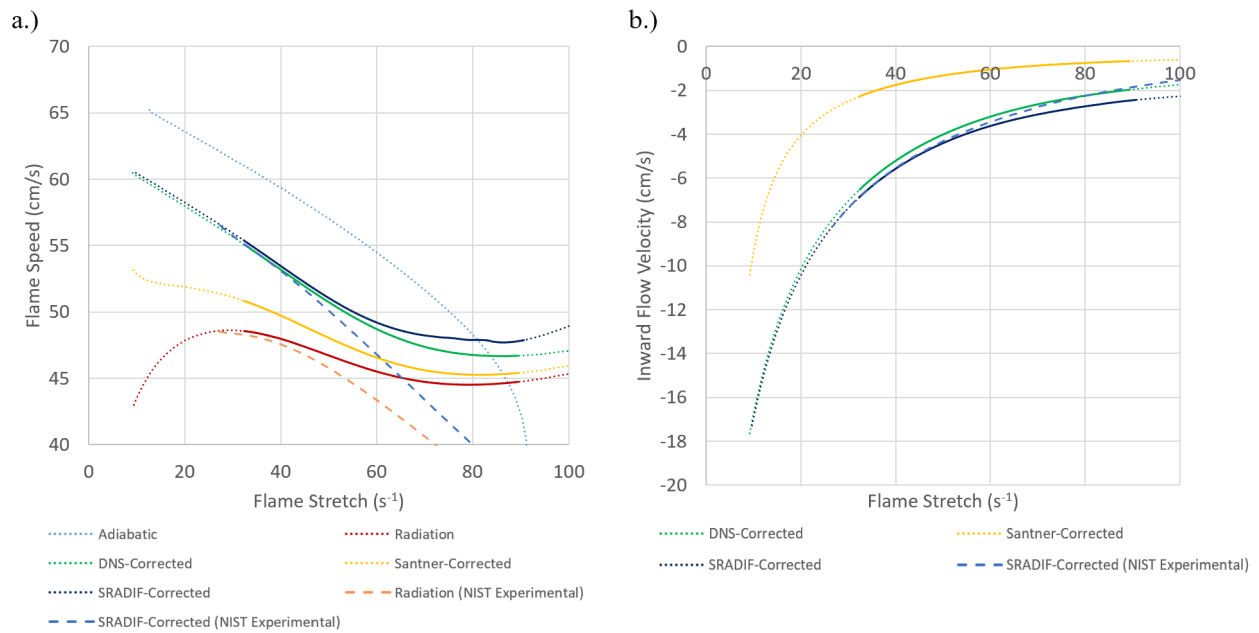 a.)
70
65
60
55
50
45
40
Flame Speed (cm/s)
0 20 40 60 80 100
Flame Stretch (s⁻¹)
Adiabatic
Radiation
DNS-Corrected
Santner-Corrected
SRADIF-Corrected
Radiation (NIST Experimental)
SRADIF-Corrected (NIST Experimental)
b.)
0
-2
-4
-6
-8
-10
-12
-14
-16
-18
-20
Inward Flow Velocity (cm/s)
0 20 40 60 80 100
Flame Stretch (s⁻¹)
DNS-Corrected
Santner-Corrected
SRADIF-Corrected
SRADIF-Corrected (NIST Experimental)